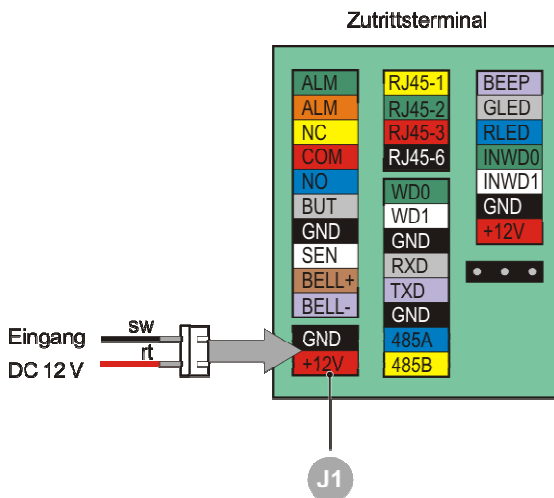 Zutrittsterminal
ALM
ALM
NC
COM
NO
BUT
GND
SEN
BELL+
BELL-
GND
+12V
RJ45-1
RJ45-2
RJ45-3
RJ45-6
WD0
WD1
GND
RXD
TXD
GND
485A
485B
BEEP
GLED
RLED
INWD0
INWD1
GND
+12V
Eingang
DC 12 V
sw
rt
J1